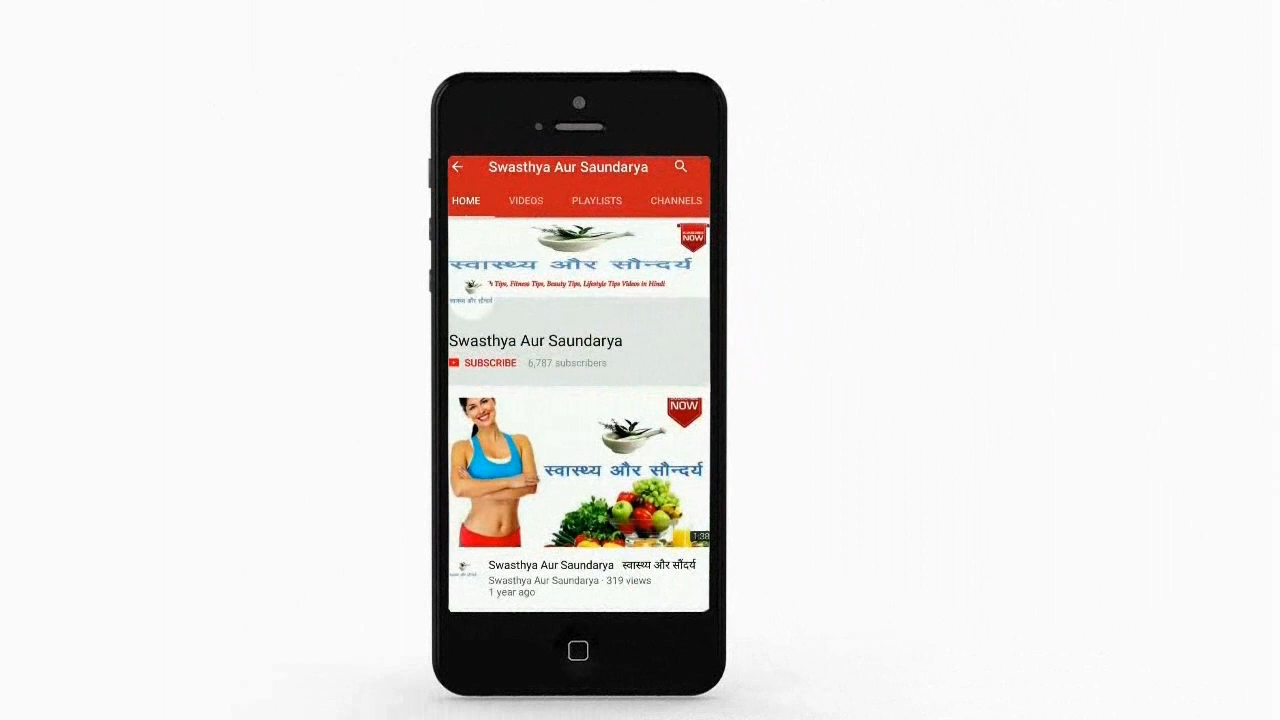 Swasthya Aur Saundarya
HOME VIDEOS PLAYLISTS CHANNELS
NOW
स्वास्थ्य और सौन्दर्य
Tips, Fitness Tips, Beauty Tips, Lifestyle Tips Videos in Hindi
स्वास्थ्य और सौन्दर्य
Swasthya Aur Saundarya
SUBSCRIBE 6,787 subscribers
NOW
स्वास्थ्य और सौन्दर्य
1:38
Swasthya Aur Saundarya स्वास्थ्य और सौंदर्य
Swasthya Aur Saundarya · 319 views
1 year ago